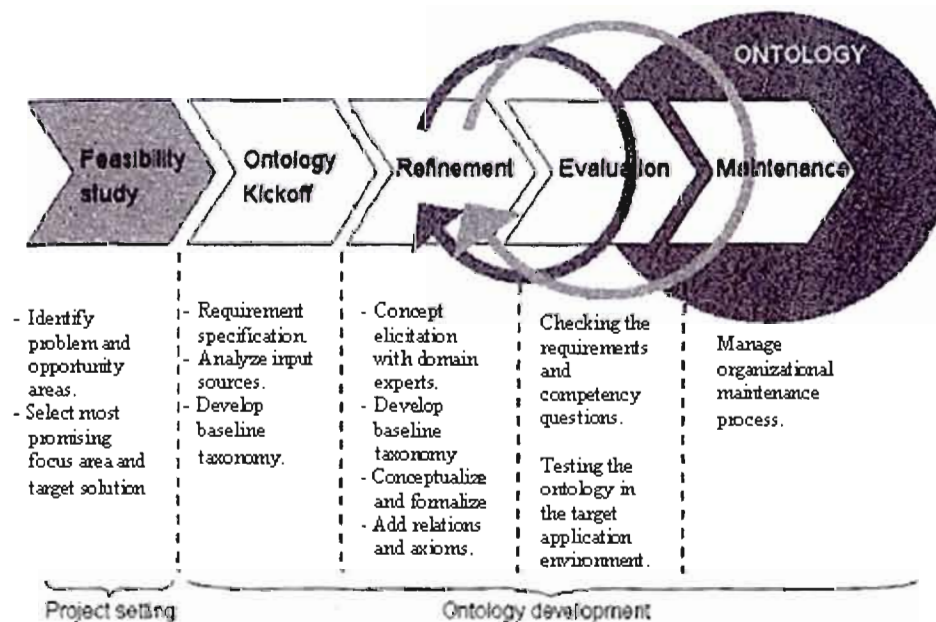 ONTOLOGY
Feasibility
study
Ontology
Kickoff
Refinement
Evaluation
Maintenance
- Identify
problem and
opportunity
areas.
- Select most
promising
focus area and
target solution
- Requirement
specification.
- Analyze input
sources.
- Develop
baseline
taxonomy.
- Concept
elicitation
with domain
experts.
- Develop
baseline
taxonomy
- Conceptualize
and formalize
- Add relations
and axioms.
Checking the
requirements
and
competency
questions.
Testing the
ontology in
the target
application
environment.
Manage
organizational
maintenance
process.
Project setting
Ontology development